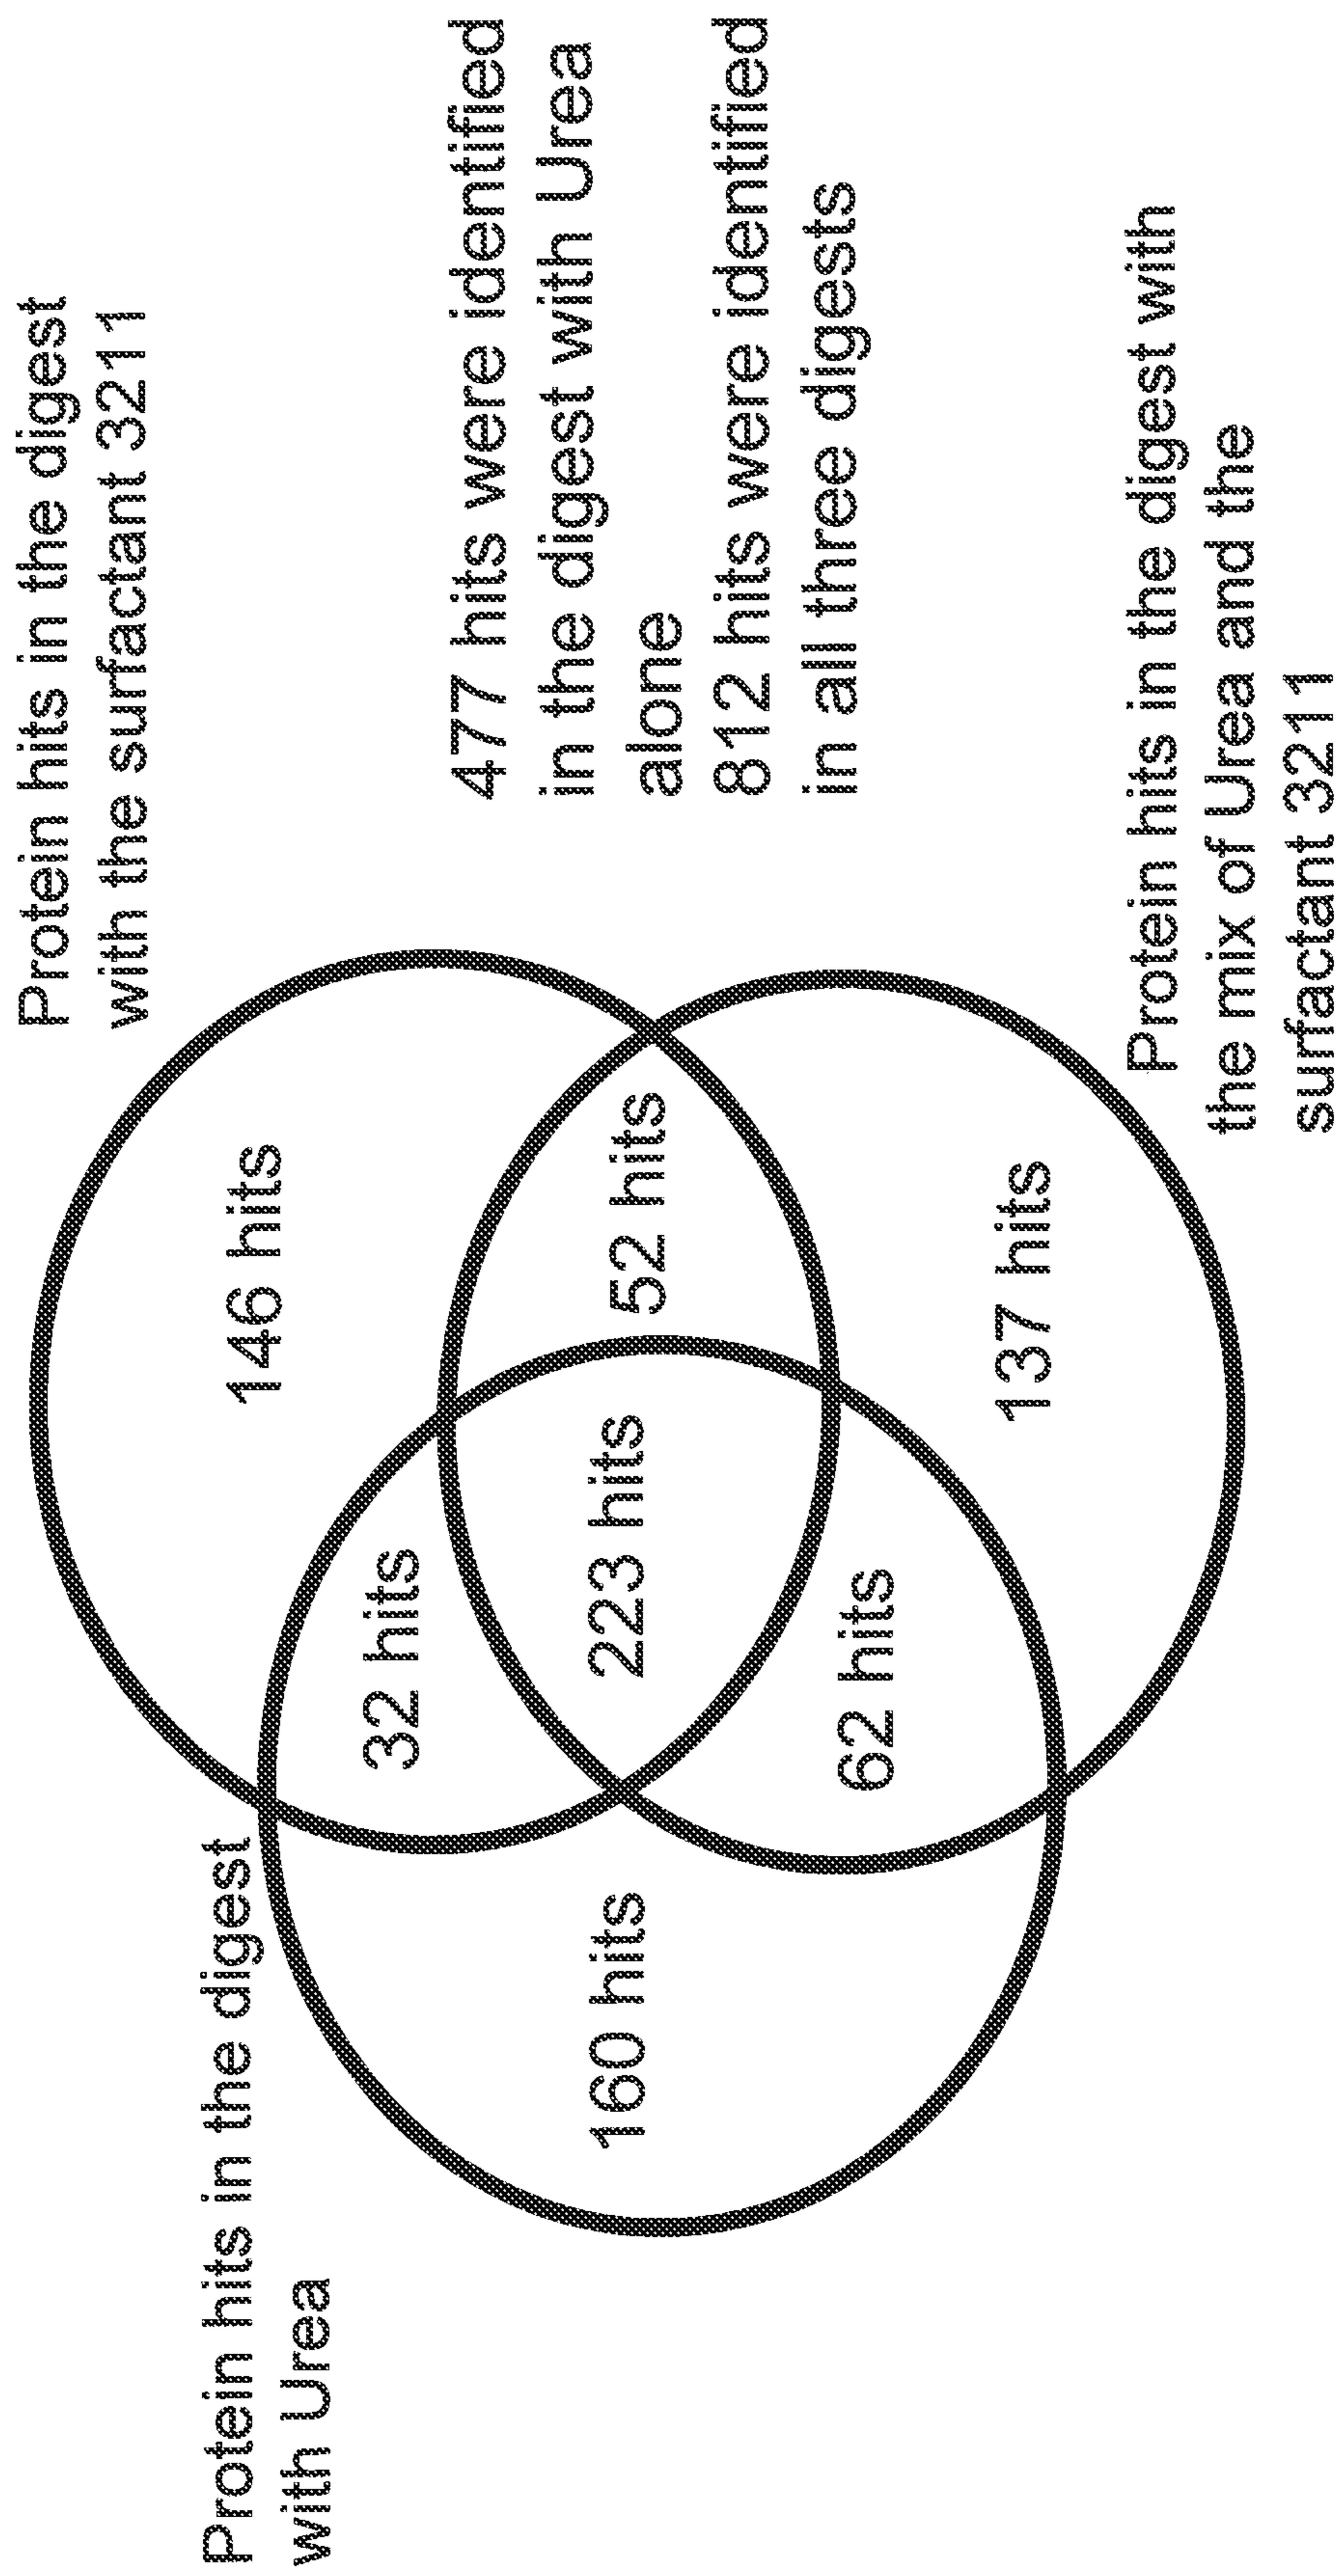 Protein hits in the digest
with the surfactant 3211
Protein hits in the digest
with Urea
146 hits
32 hits
477 hits were identified
in the digest with Urea
alone
812 hits were identified
in all three digests
160 hits
223 hits
52 hits
62 hits
137 hits
Protein hits in the digest with
the mix of Urea and the
surfactant 3211